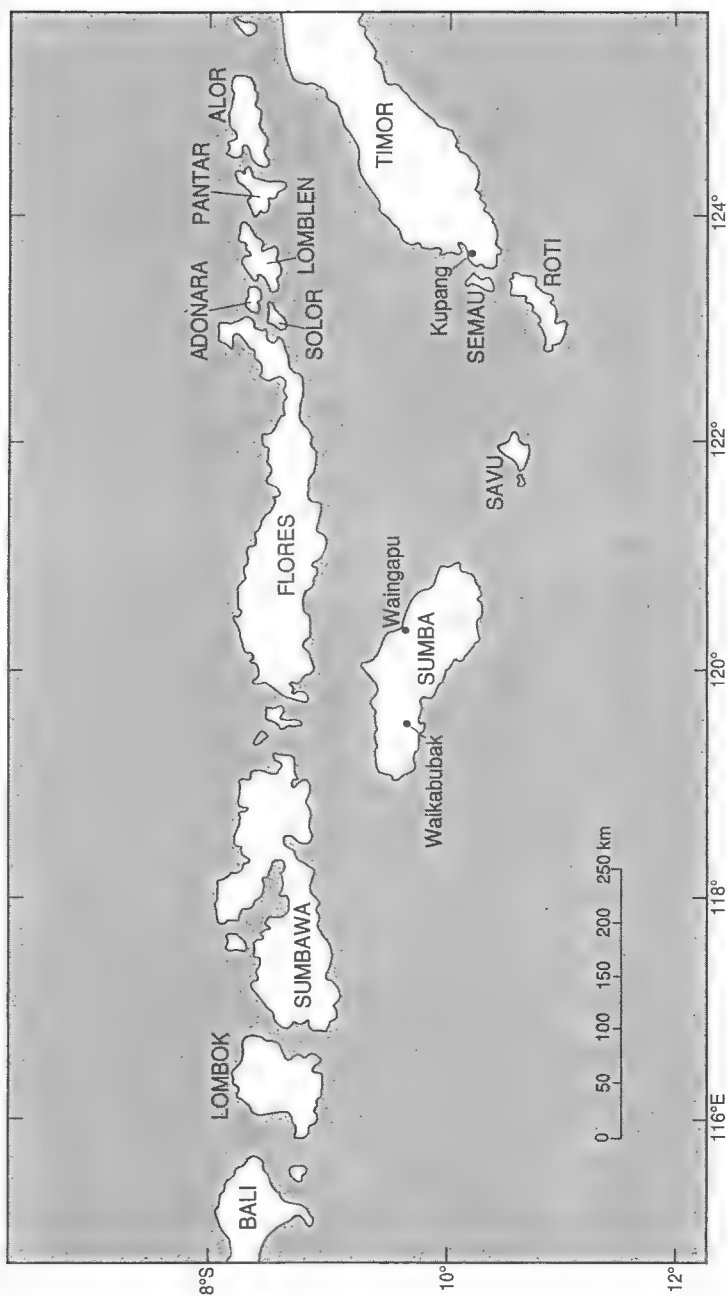 BALI
LOMBOK
SUMBAWA
FLORES
ADONARA
SOLOR
LOMBLEN
PANTAR
ALOR
TIMOR
Kupang
SEMAU
ROTI
SAVU
Waingapu
SUMBA
Waikabubak
0 50 100 150 200 250 km
8°S
10°
12°
116°E
118°
120°
122°
124°